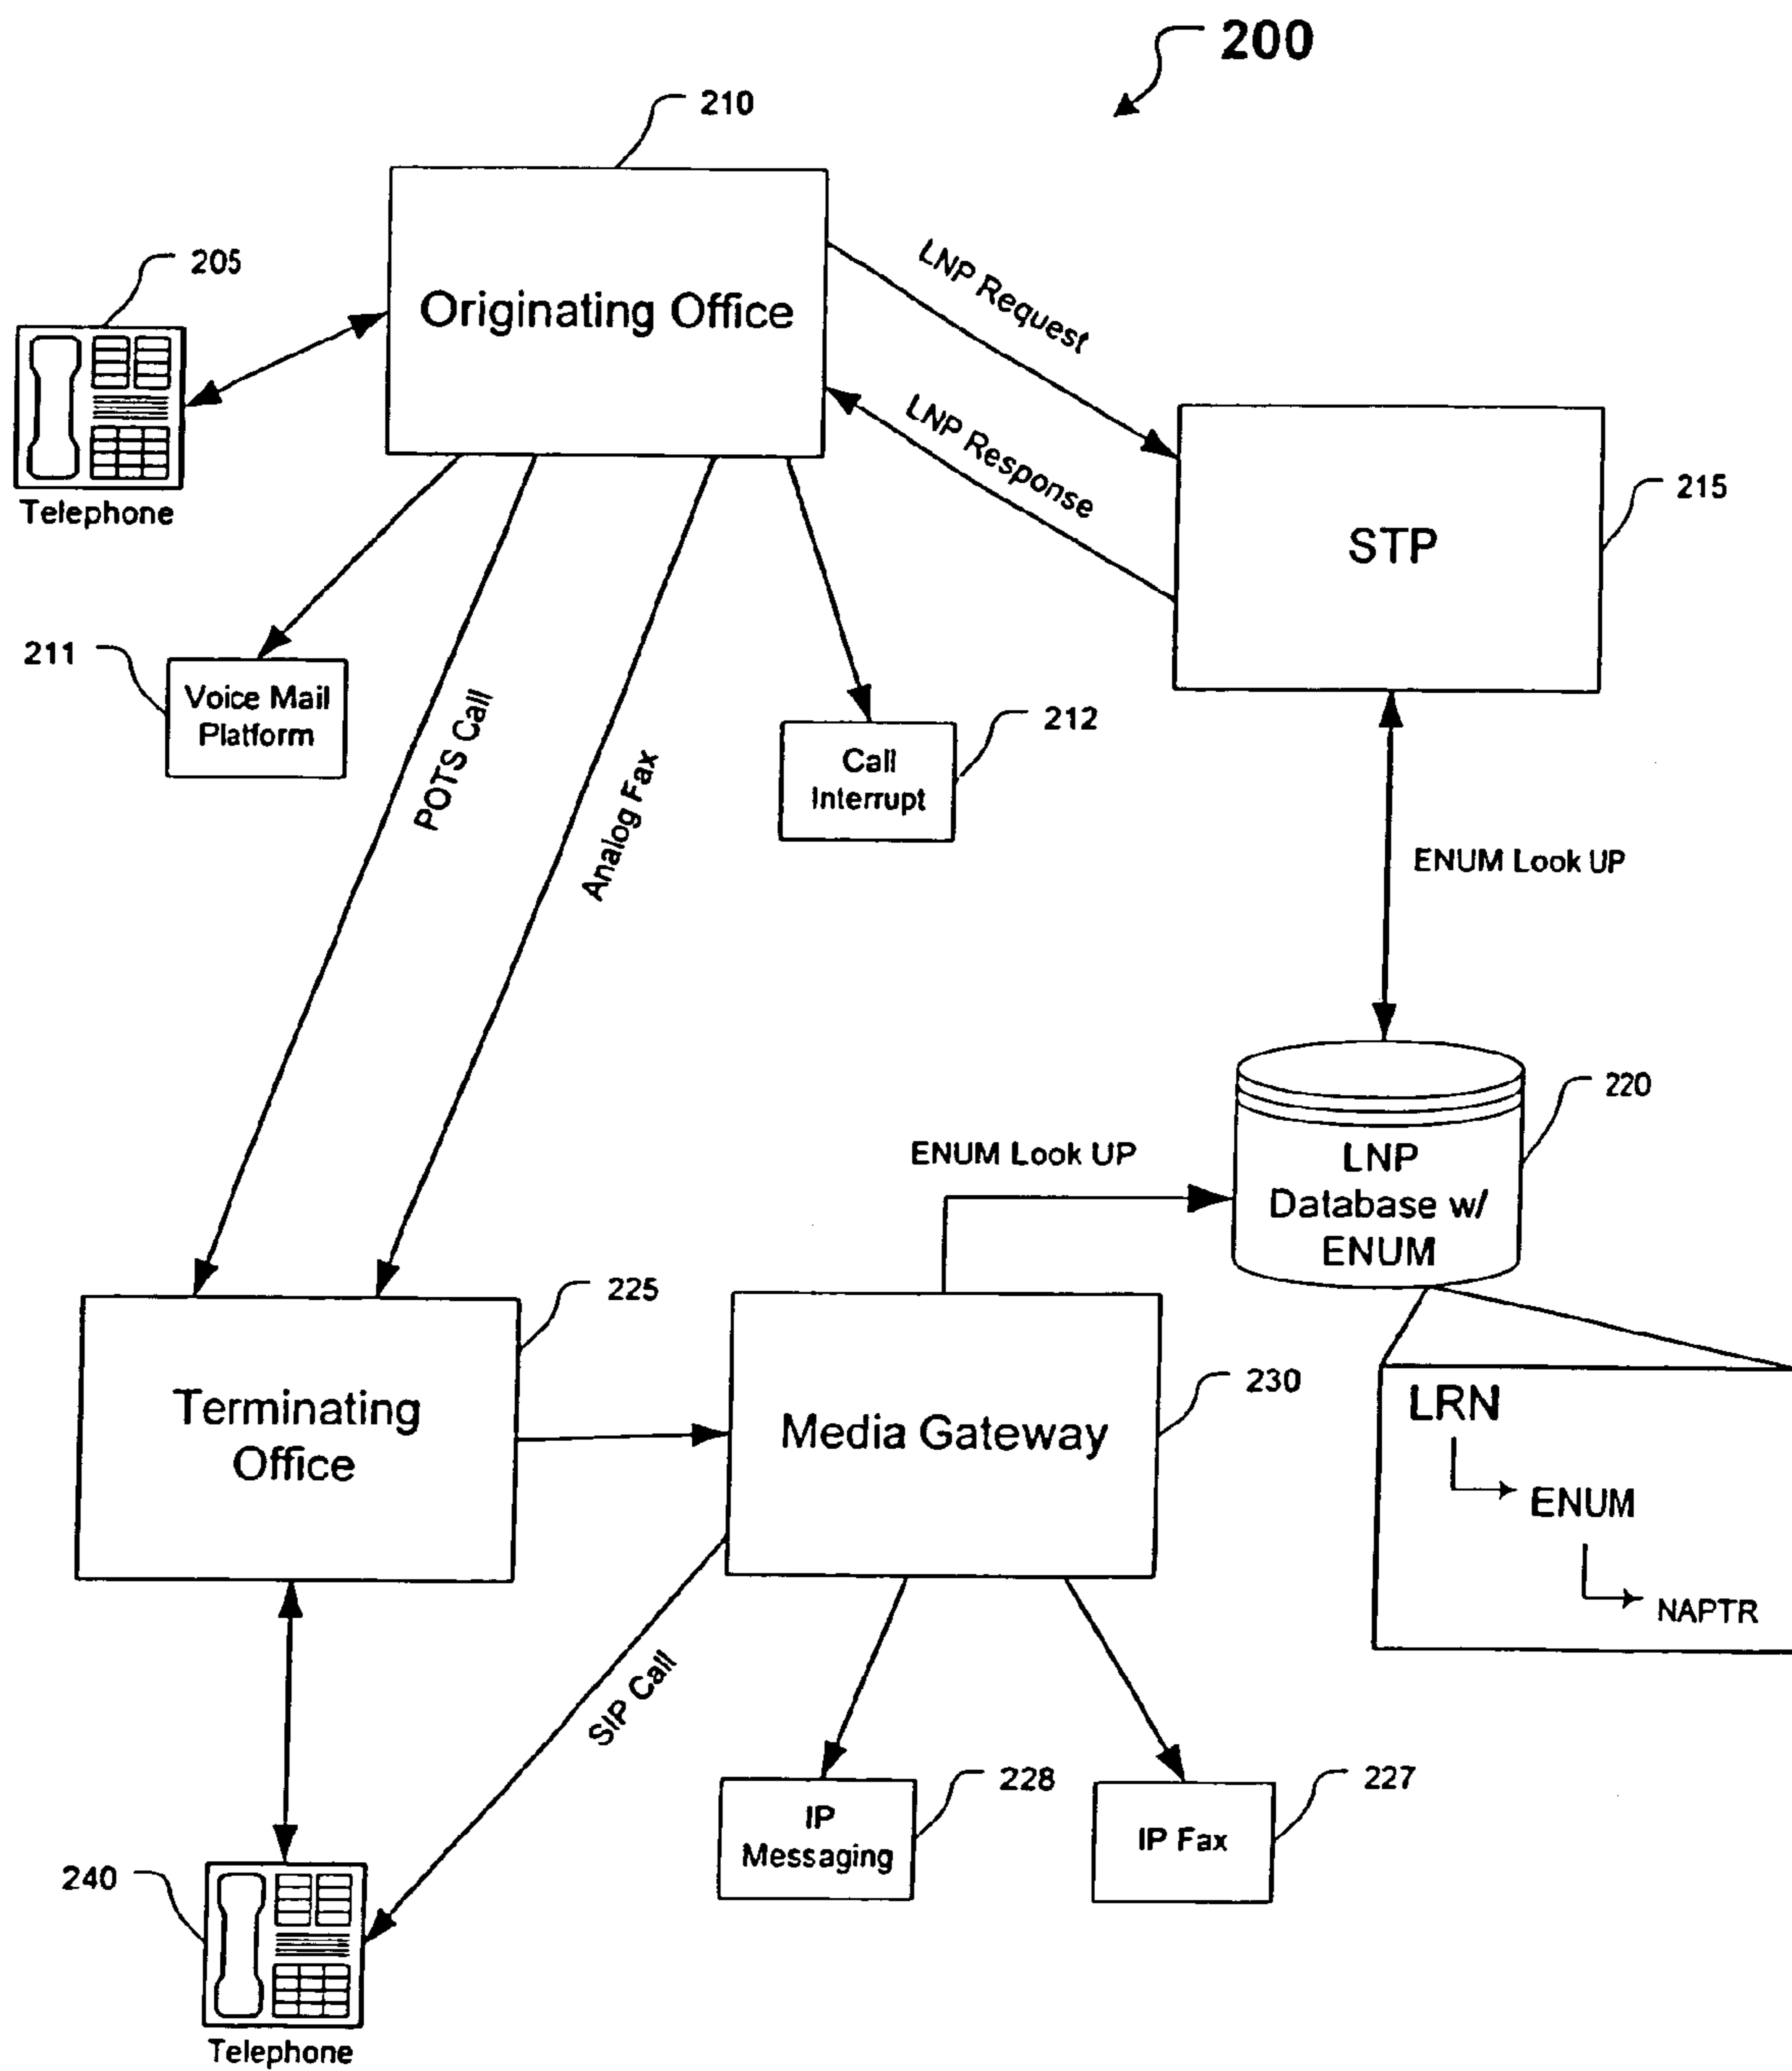 200
210
205
Originating Office
LNP Request
LNP Response
Telephone
STP
215
211
Voice Mail
Platform
POTS Call
Analog Fax
212
Call
Interrupt
ENUM Look UP
220
ENUM Look UP
LNP
Database w/
ENUM
225
Terminating
Office
230
Media Gateway
LRN
ENUM
NAPTR
SIP Call
228
IP
Messaging
227
IP Fax
240
Telephone